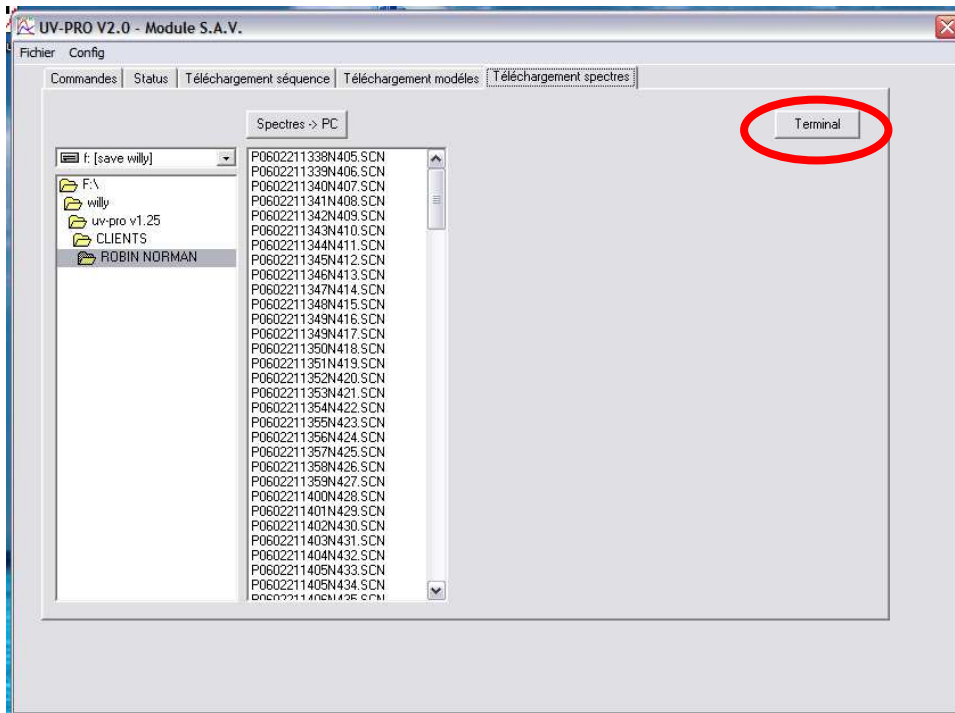 UV-PRO V2.0 - Module S.A.V.
Fichier Config
Commandes Status Téléchargement séquence Téléchargement modéles Téléchargement spectres
Spectres -> PC Terminal
f: [save willy]
F:\
willy
uv-pro v1.25
CLIENTS
ROBIN NORMAN
P0602211338N405.SCN
P0602211339N406.SCN
P0602211340N407.SCN
P0602211341N408.SCN
P0602211342N409.SCN
P0602211343N410.SCN
P0602211344N411.SCN
P0602211345N412.SCN
P0602211346N413.SCN
P0602211347N414.SCN
P0602211348N415.SCN
P0602211349N416.SCN
P0602211349N417.SCN
P0602211350N418.SCN
P0602211351N419.SCN
P0602211352N420.SCN
P0602211353N421.SCN
P0602211354N422.SCN
P0602211355N423.SCN
P0602211356N424.SCN
P0602211357N425.SCN
P0602211358N426.SCN
P0602211359N427.SCN
P0602211400N428.SCN
P0602211401N429.SCN
P0602211402N430.SCN
P0602211403N431.SCN
P0602211404N432.SCN
P0602211405N433.SCN
P0602211405N434.SCN
P0602211406N435.SCN